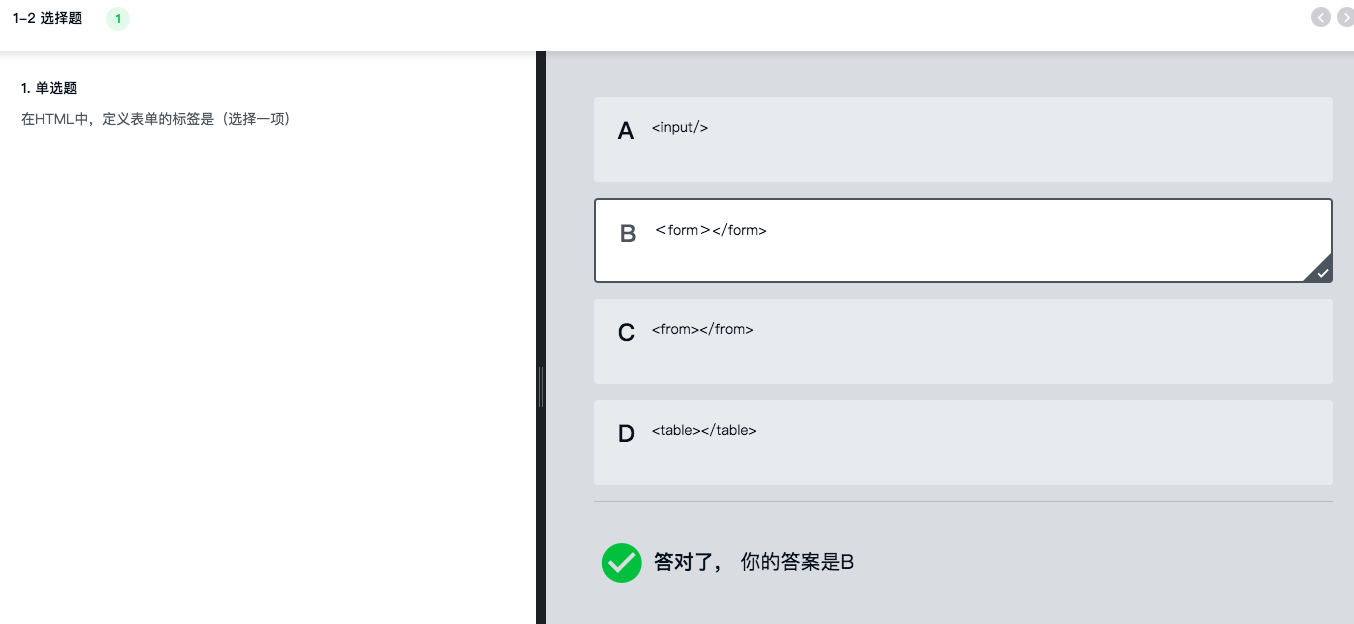 1-2 选择题 1
1. 单选题
在HTML中，定义表单的标签是（选择一项）
A <input/>
B ＜form＞</form>
C <from></from>
D <table></table>
答对了， 你的答案是B